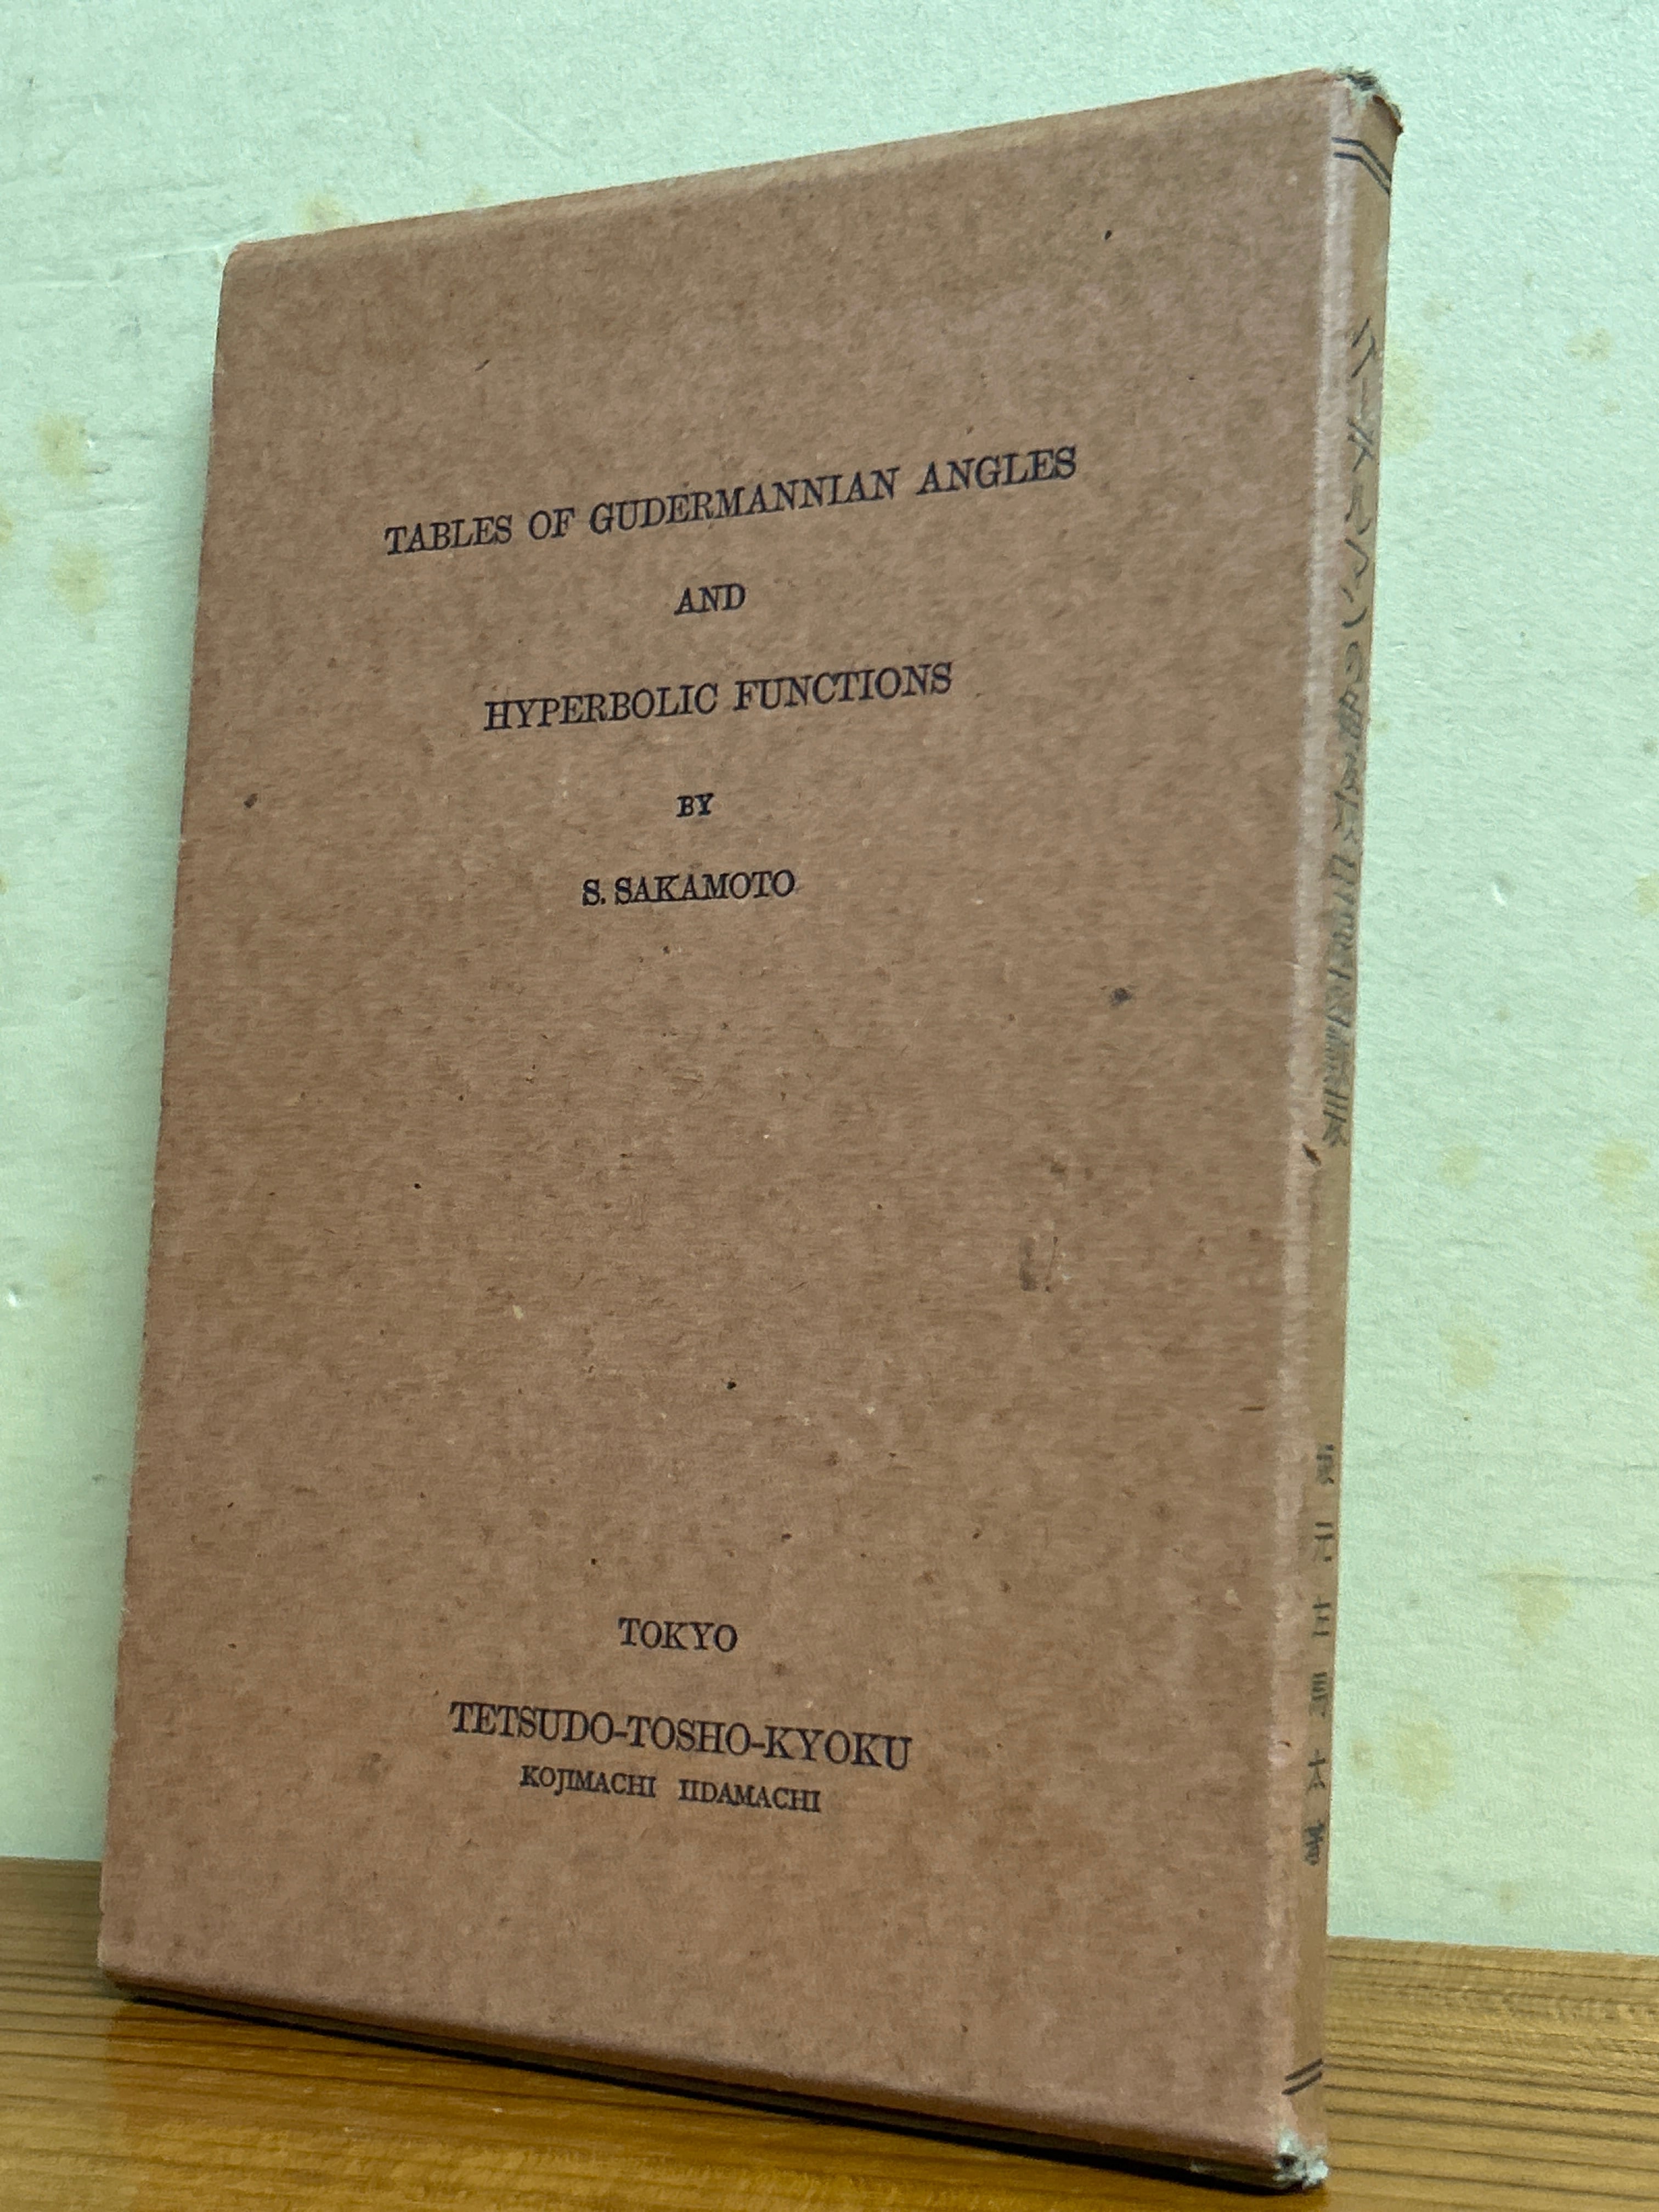 TABLES OF GUDERMANNIAN ANGLES
AND
HYPERBOLIC FUNCTIONS
BY
S. SAKAMOTO
TOKYO
TETSUDO-TOSHO-KYOKU
KOJIMACHI IIDAMACHI